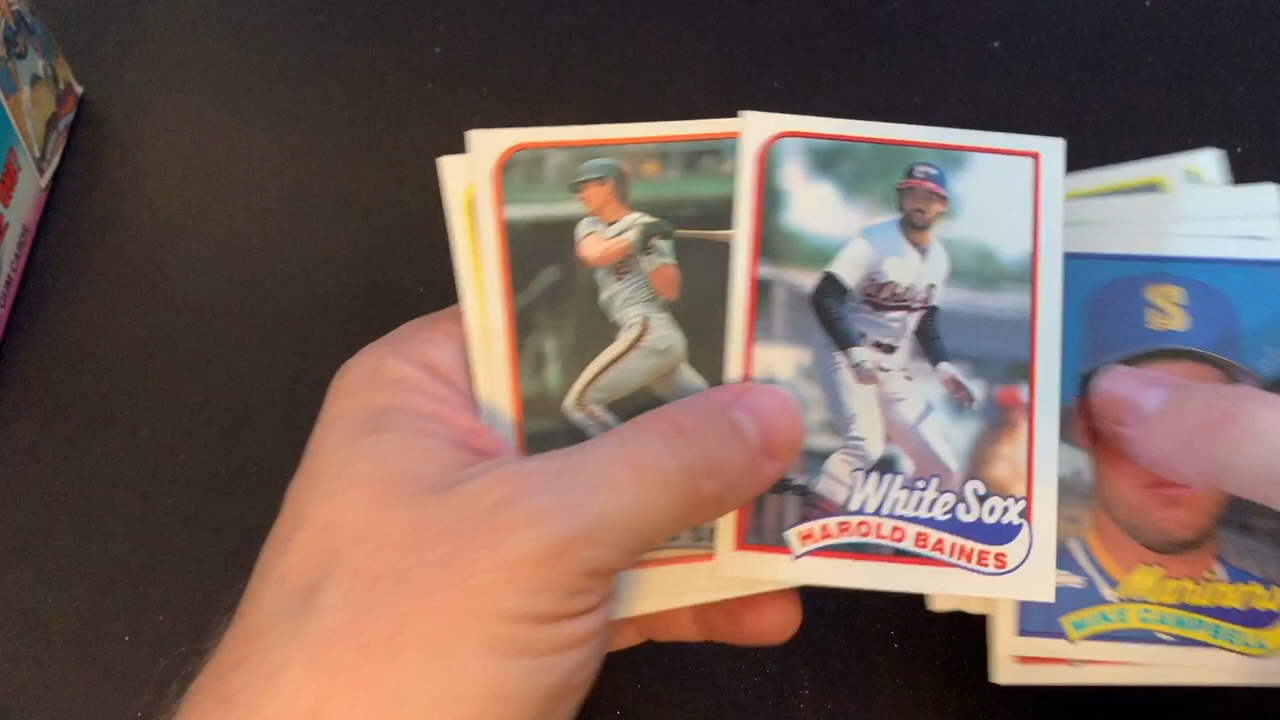 White Sox
HAROLD BAINES
S
Mariners
MIKE CAMPBELL